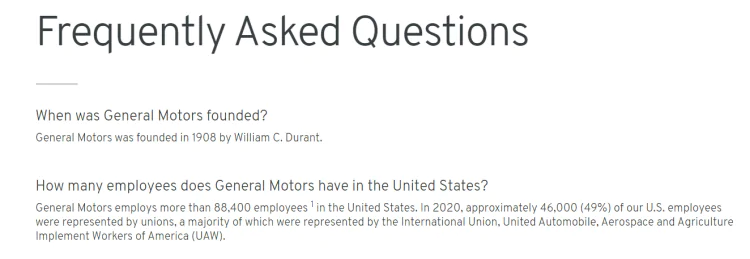 Frequently Asked Questions
When was General Motors founded?
General Motors was founded in 1908 by William C. Durant.
How many employees does General Motors have in the United States?
General Motors employs more than 88,400 employees 1 in the United States. In 2020, approximately 46,000 (49%) of our U.S. employees
were represented by unions, a majority of which were represented by the International Union, United Automobile, Aerospace and Agriculture
Implement Workers of America (UAW).